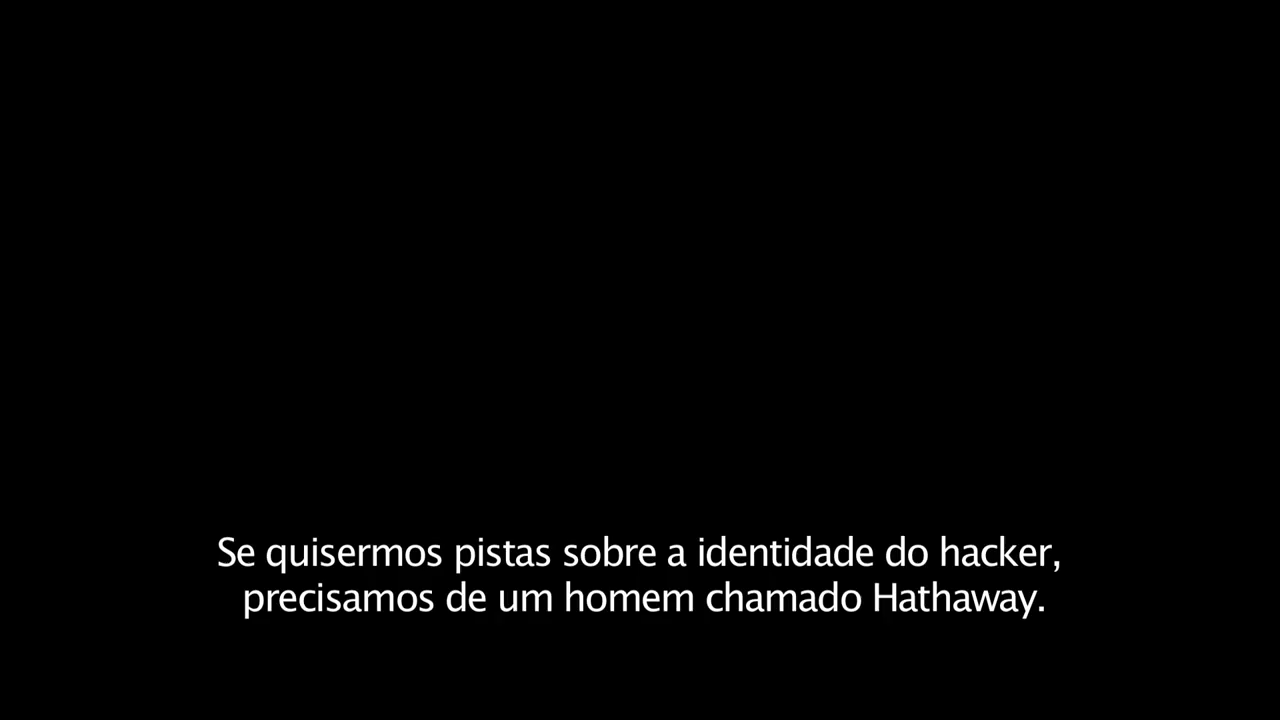 Se quisermos pistas sobre a identidade do hacker,
precisamos de um homem chamado Hathaway.